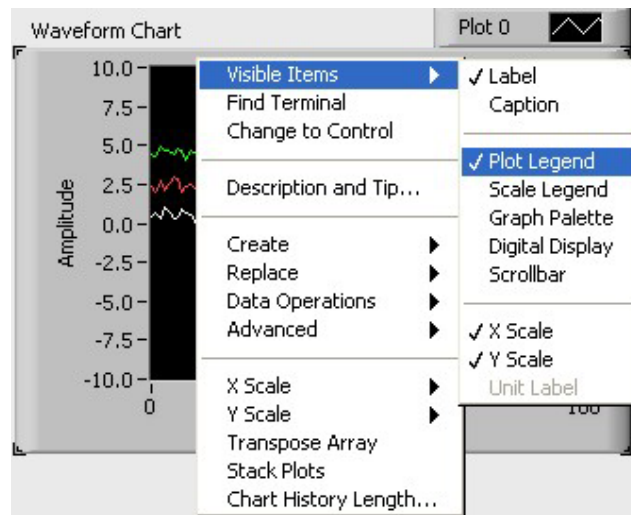 Waveform Chart
Plot 0
10.0
7.5
5.0
2.5
0.0
-2.5
-5.0
-7.5
-10.0
Amplitude
0
100
Visible Items
Find Terminal
Change to Control
Description and Tip...
Create
Replace
Data Operations
Advanced
X Scale
Y Scale
Transpose Array
Stack Plots
Chart History Length...
Label
Caption
Plot Legend
Scale Legend
Graph Palette
Digital Display
Scrollbar
X Scale
Y Scale
Unit Label